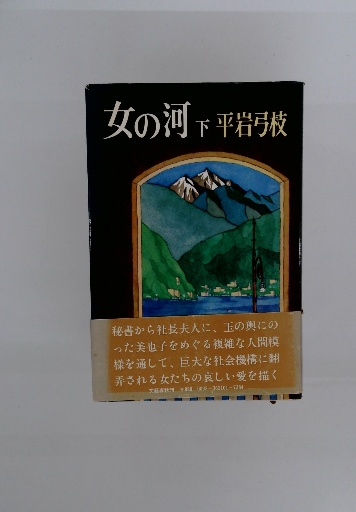 女の河 下 平岩弓枝
秘書から社長夫人に、玉の輿にの
った美也子をめぐる複雑な人間模
様を通して、巨大な社会機構に翻
弄される女たちの哀しい愛を描く